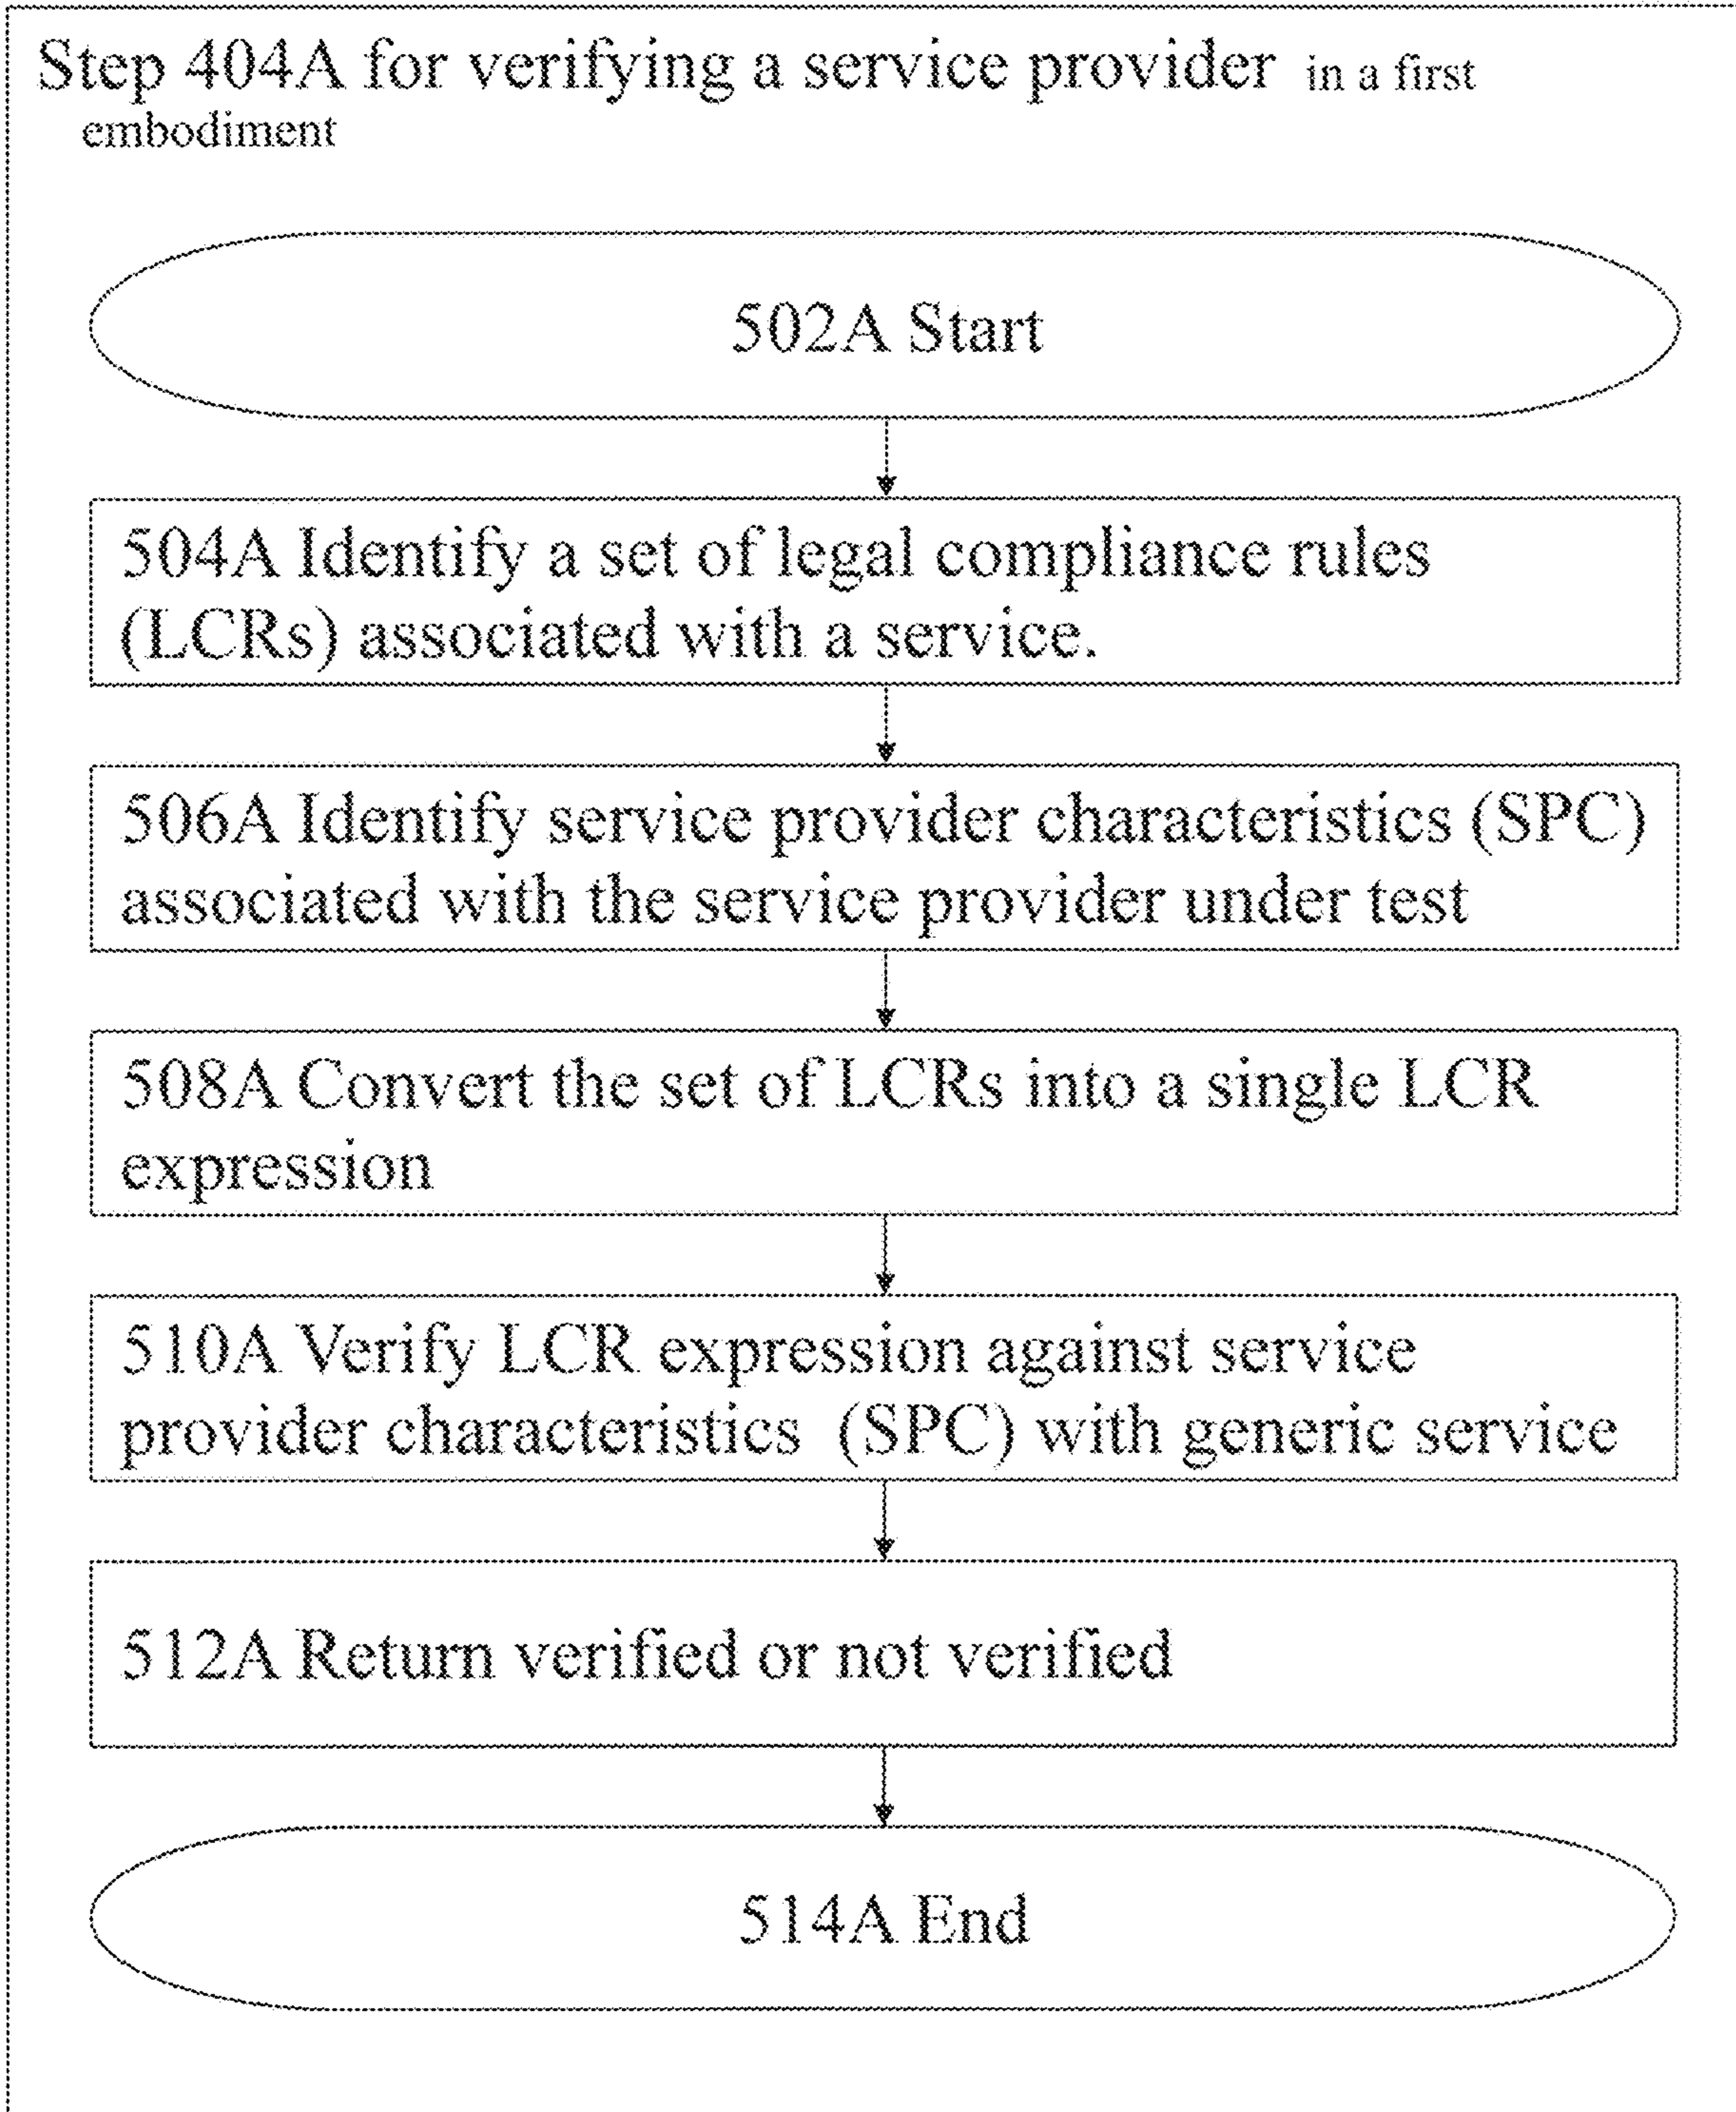 Step 404A for verifying a service provider in a first
embodiment
502A Start
504A Identify a set of legal compliance rules
(LCRs) associated with a service.
506A Identify service provider characteristics (SPC)
associated with the service provider under test
508A Convert the set of LCRs into a single LCR
expression
510A Verify LCR expression against service
provider characteristics (SPC) with generic service
512A Return verified or not verified
514A End